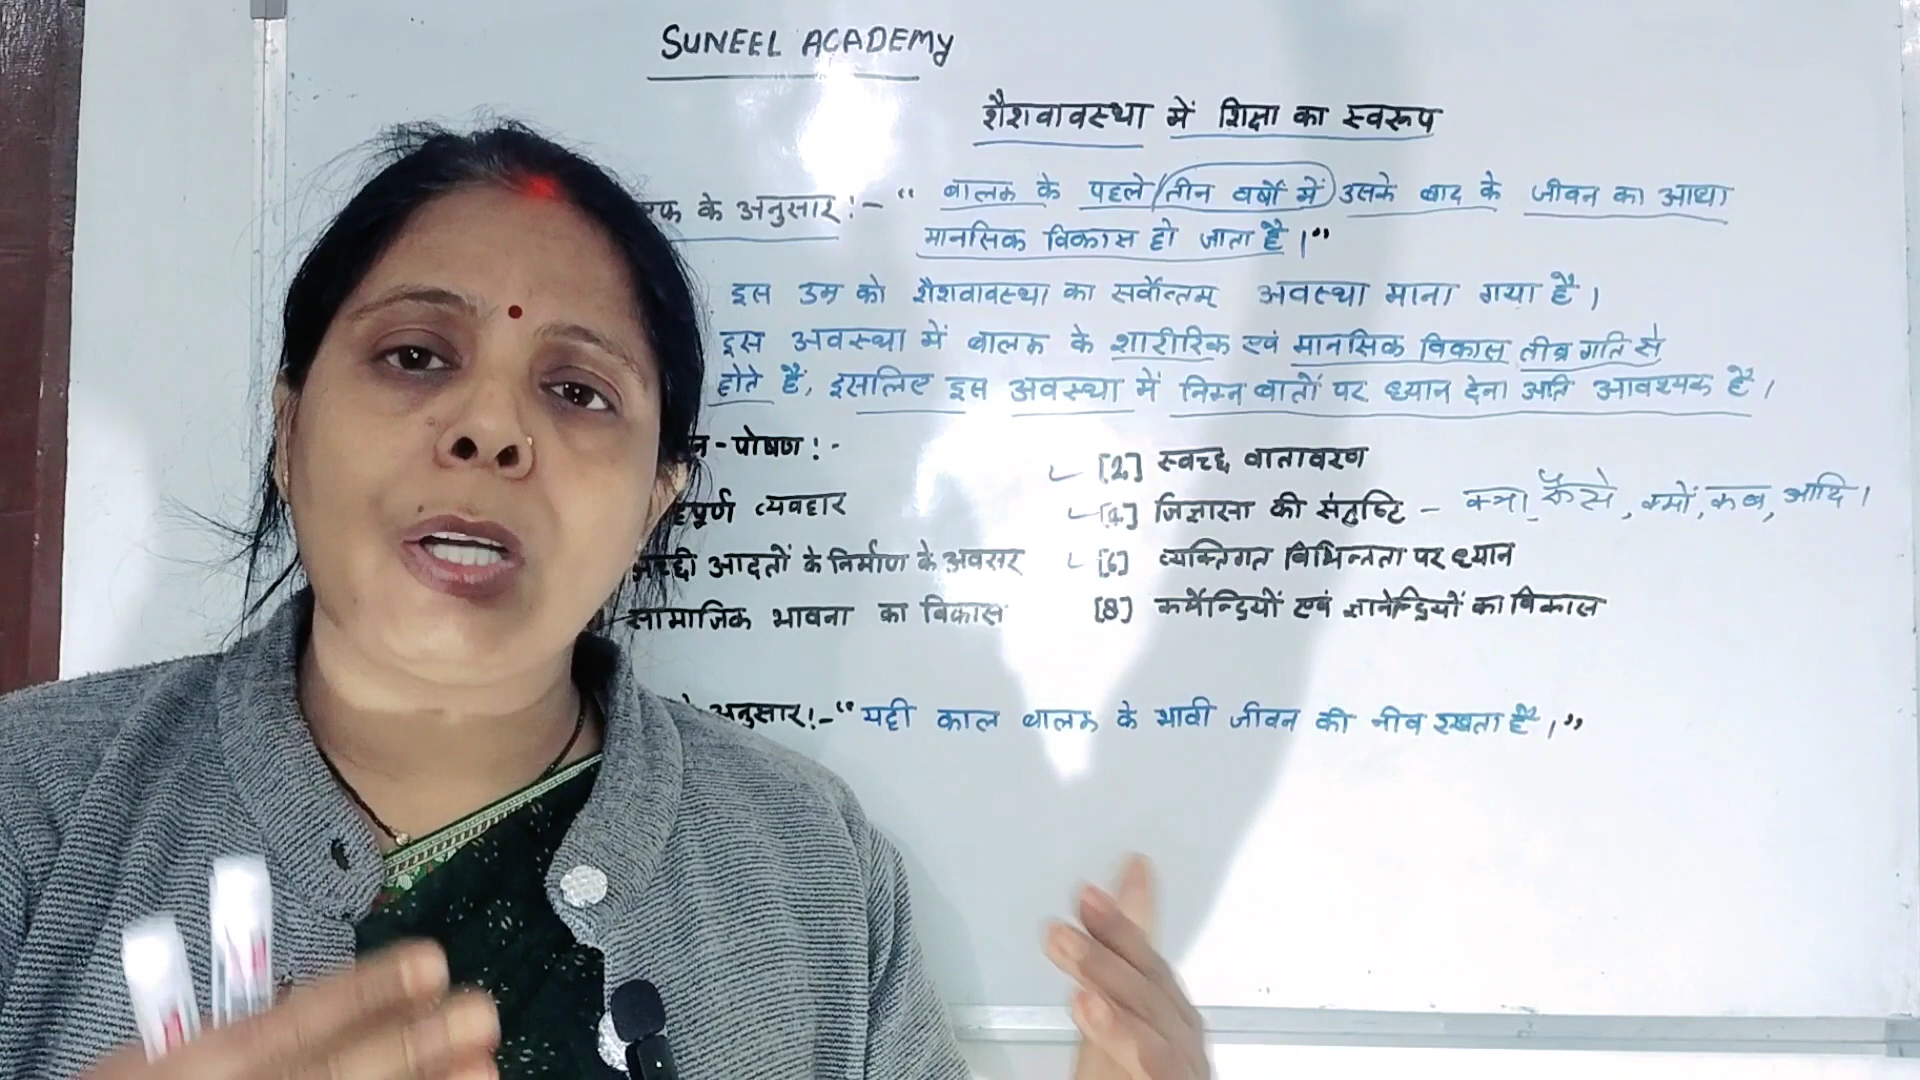 SUNEEL ACADEMY
शैशवावस्था में शिक्षा का स्वरूप
के अनुसार :- “ बालक के पहले तीन वर्षों में उसके बाद के जीवन का आधा
मानसिक विकास हो जाता है ।”
इस उम्र को शैशवावस्था का सर्वोत्तम अवस्था माना गया है ।
इस अवस्था में बालक के शारीरिक एवं मानसिक विकास तीव्र गति से
होते हैं, इसलिए इस अवस्था में निम्न बातों पर ध्यान देना अति आवश्यक है ।
- पोषण :-
[2] स्वच्छ वातावरण
व्यवहार
[4] जिज्ञासा की संतुष्टि - क्या, कैसे, क्यों, कब, आदि ।
आदतों के निर्माण के अवसर
[6] व्यक्तिगत विभिन्नता पर ध्यान
सामाजिक भावना का विकास
[8] कर्मेन्द्रियों एवं ज्ञानेन्द्रियों का विकास
अनुसार :- “ यही काल बालक के भावी जीवन की नीव रखता है ।”